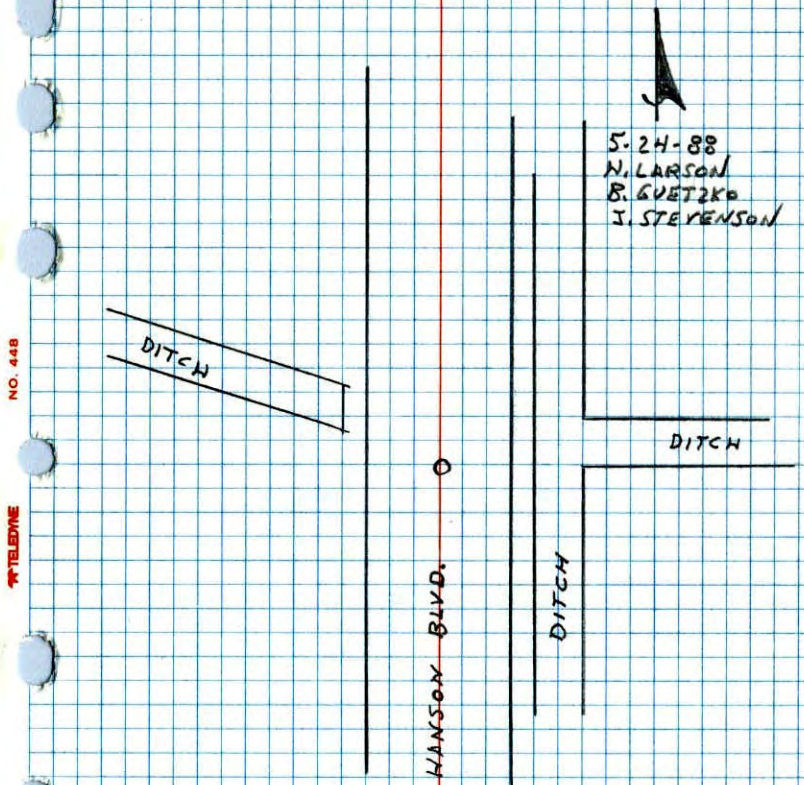 5-24-88
N. LARSON
B. GUETZKO
J. STEVENSON
DITCH
DITCH
DITCH
HANSON BLVD.
NO. 448
TELEDYNE